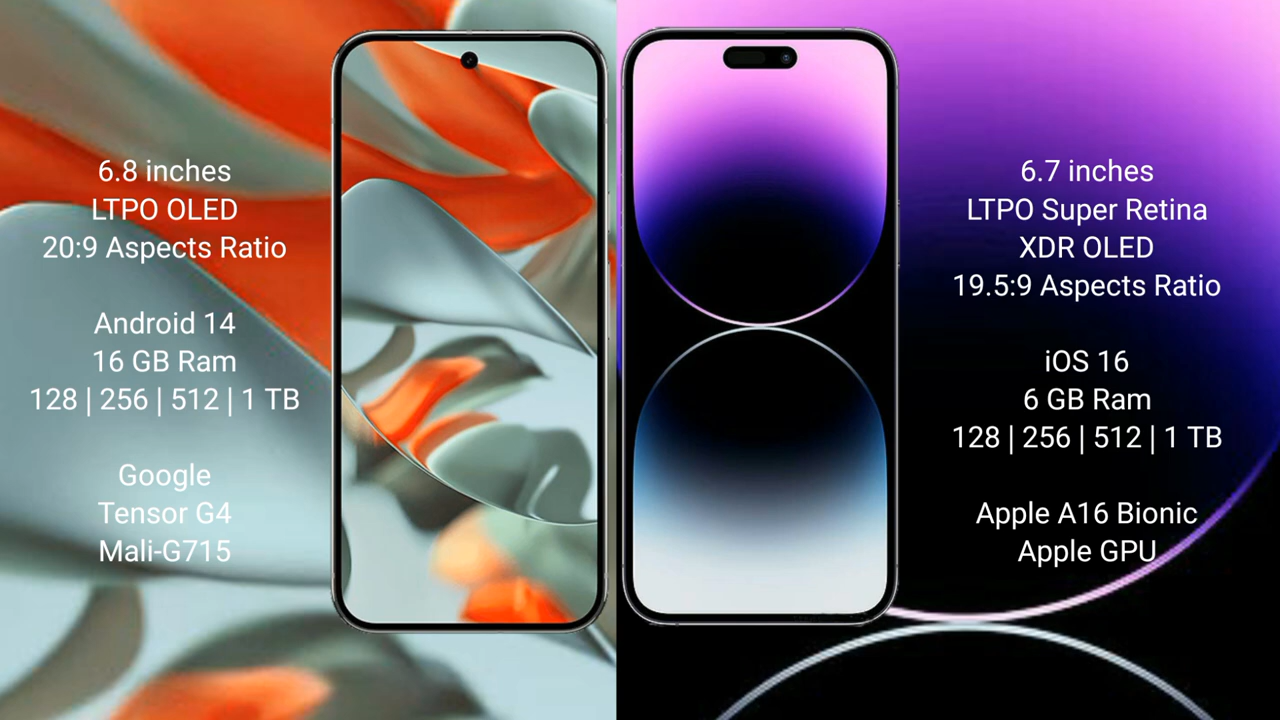 6.8 inches
LTPO OLED
20:9 Aspects Ratio
Android 14
16 GB Ram
128 | 256 | 512 | 1 TB
Google
Tensor G4
Mali-G715
6.7 inches
LTPO Super Retina
XDR OLED
19.5:9 Aspects Ratio
iOS 16
6 GB Ram
128 | 256 | 512 | 1 TB
Apple A16 Bionic
Apple GPU